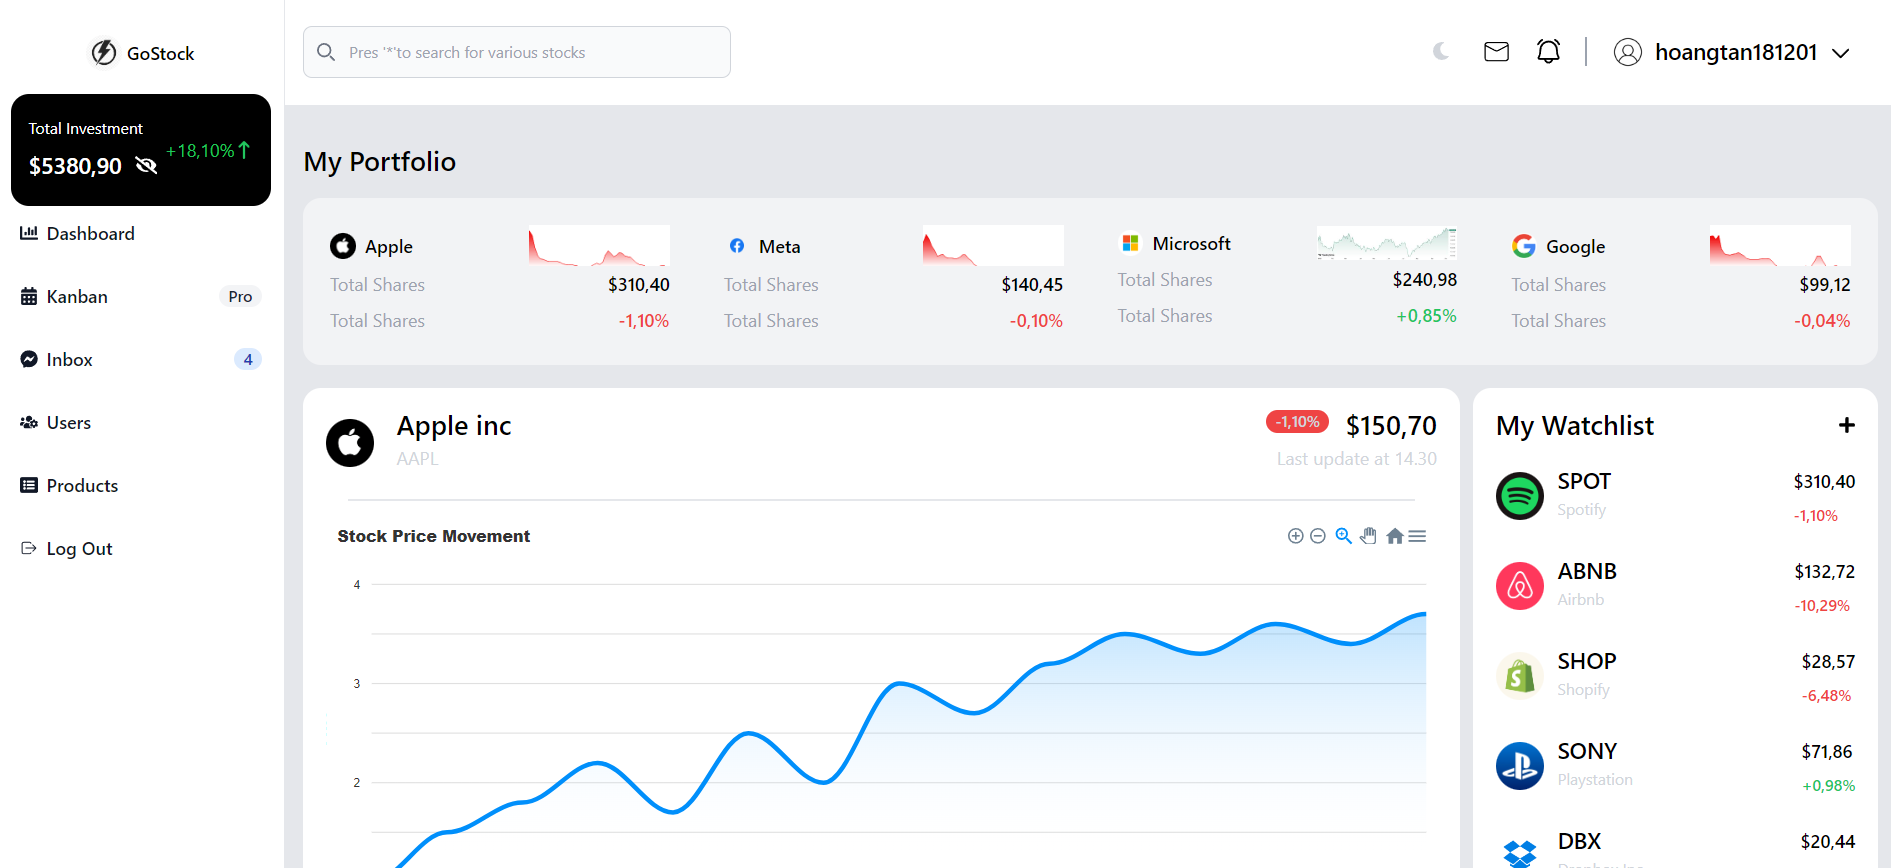 GoStock
Total Investment
$5380,90
+18,10%
Dashboard
Kanban
Pro
Inbox
4
Users
Products
Log Out
Pres '*'to search for various stocks
hoangtan181201
My Portfolio
Apple
Total Shares
$310,40
Total Shares
-1,10%
Meta
Total Shares
$140,45
Total Shares
-0,10%
Microsoft
Total Shares
$240,98
Total Shares
+0,85%
Google
Total Shares
$99,12
Total Shares
-0,04%
Apple inc
AAPL
-1,10%
$150,70
Last update at 14.30
Stock Price Movement
4
3
2
My Watchlist
SPOT
$310,40
Spotify
-1,10%
ABNB
$132,72
Airbnb
-10,29%
SHOP
$28,57
Shopify
-6,48%
SONY
$71,86
Playstation
+0,98%
DBX
$20,44